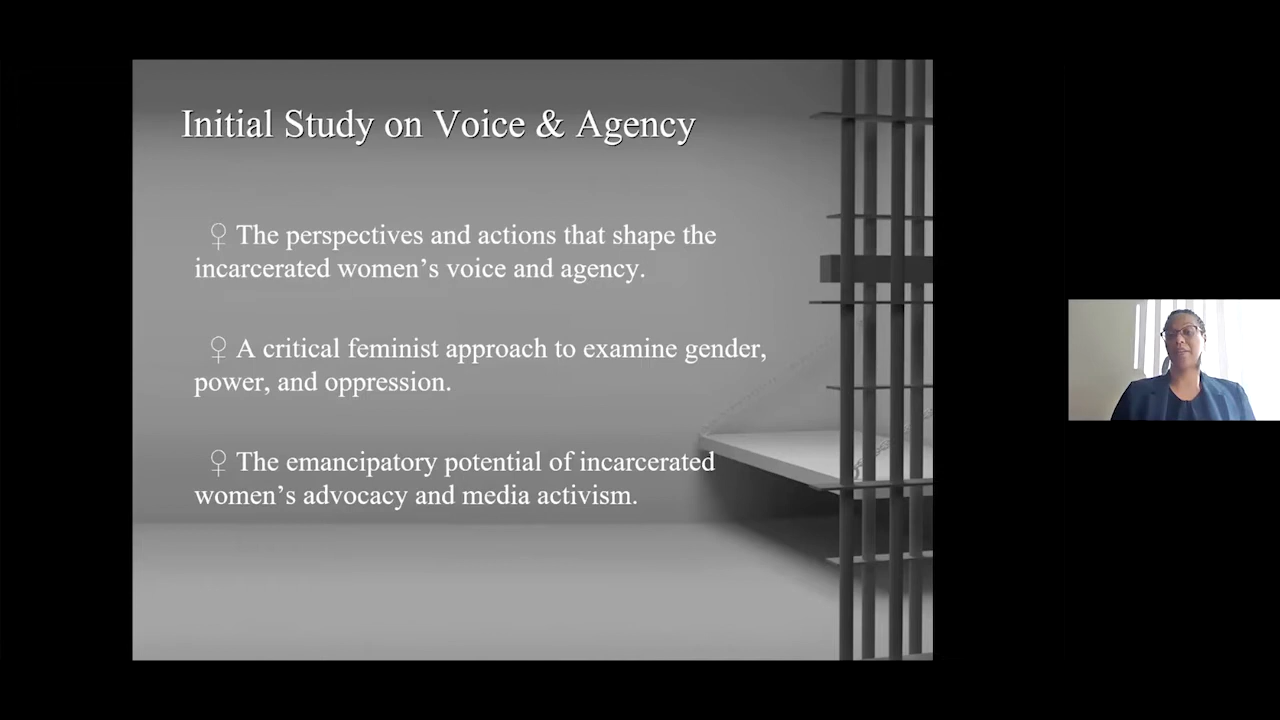 Initial Study on Voice & Agency
♀ The perspectives and actions that shape the
incarcerated women’s voice and agency.
♀ A critical feminist approach to examine gender,
power, and oppression.
♀ The emancipatory potential of incarcerated
women’s advocacy and media activism.